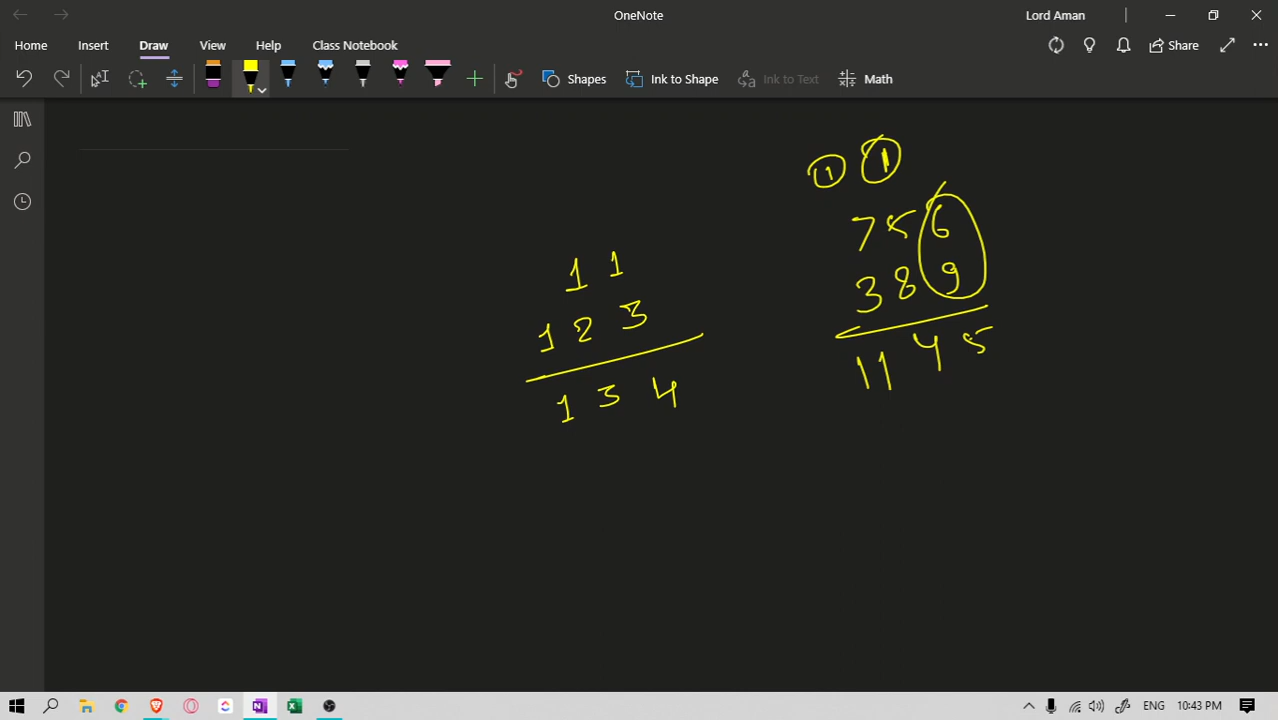 OneNote
Lord Aman
Home Insert Draw View Help Class Notebook
Share
Shapes Ink to Shape Ink to Text Math
1 1
1 2 3
1 3 4
1 1
7 5 6
3 8 9
11 4 5
ENG 10:43 PM